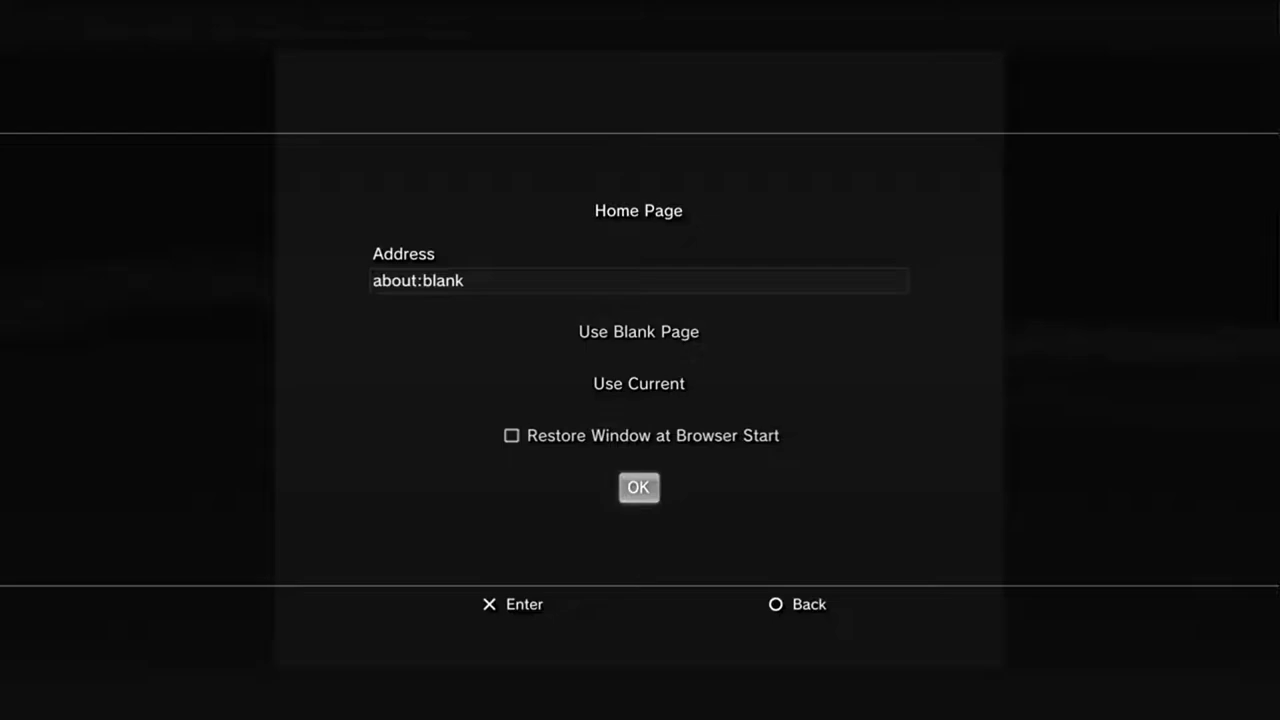 Home Page
Address
about:blank
Use Blank Page
Use Current
Restore Window at Browser Start
OK
Enter
Back